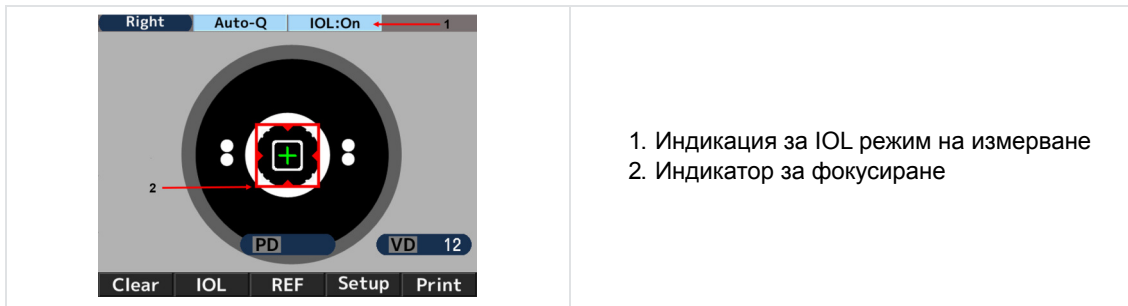 Right Auto-Q IOL:On 1
1. Индикация за IOL режим на измерване
2. Индикатор за фокусиране
2
PD VD 12
Clear IOL REF Setup Print